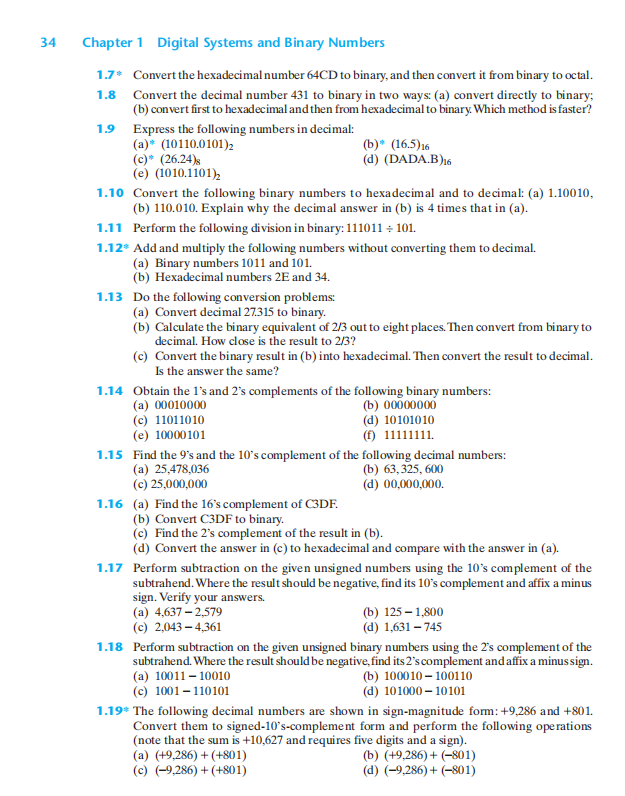 34 Chapter 1 Digital Systems and Binary Numbers
1.7* Convert the hexadecimal number 64CD to binary, and then convert it from binary to octal.
1.8 Convert the decimal number 431 to binary in two ways: (a) convert directly to binary;
(b) convert first to hexadecimal and then from hexadecimal to binary. Which method is faster?
1.9 Express the following numbers in decimal:
(a)* (10110.0101)₂ (b)* (16.5)₁₆
(c)* (26.24)₈ (d) (DADA.B)₁₆
(e) (1010.1101)₂
1.10 Convert the following binary numbers to hexadecimal and to decimal: (a) 1.10010,
(b) 110.010. Explain why the decimal answer in (b) is 4 times that in (a).
1.11 Perform the following division in binary: 111011 ÷ 101.
1.12* Add and multiply the following numbers without converting them to decimal.
(a) Binary numbers 1011 and 101.
(b) Hexadecimal numbers 2E and 34.
1.13 Do the following conversion problems:
(a) Convert decimal 27.315 to binary.
(b) Calculate the binary equivalent of 2/3 out to eight places. Then convert from binary to
decimal. How close is the result to 2/3?
(c) Convert the binary result in (b) into hexadecimal. Then convert the result to decimal.
Is the answer the same?
1.14 Obtain the 1's and 2's complements of the following binary numbers:
(a) 00010000 (b) 00000000
(c) 11011010 (d) 10101010
(e) 10000101 (f) 11111111.
1.15 Find the 9's and the 10's complement of the following decimal numbers:
(a) 25,478,036 (b) 63, 325, 600
(c) 25,000,000 (d) 00,000,000.
1.16 (a) Find the 16's complement of C3DF.
(b) Convert C3DF to binary.
(c) Find the 2's complement of the result in (b).
(d) Convert the answer in (c) to hexadecimal and compare with the answer in (a).
1.17 Perform subtraction on the given unsigned numbers using the 10's complement of the
subtrahend. Where the result should be negative, find its 10's complement and affix a minus
sign. Verify your answers.
(a) 4,637 – 2,579 (b) 125 – 1,800
(c) 2,043 – 4,361 (d) 1,631 – 745
1.18 Perform subtraction on the given unsigned binary numbers using the 2's complement of the
subtrahend. Where the result should be negative, find its 2's complement and affix a minus sign.
(a) 10011 – 10010 (b) 100010 – 100110
(c) 1001 – 110101 (d) 101000 – 10101
1.19* The following decimal numbers are shown in sign-magnitude form: +9,286 and +801.
Convert them to signed-10's-complement form and perform the following operations
(note that the sum is +10,627 and requires five digits and a sign).
(a) (+9,286) + (+801) (b) (+9,286) + (–801)
(c) (–9,286) + (+801) (d) (–9,286) + (–801)